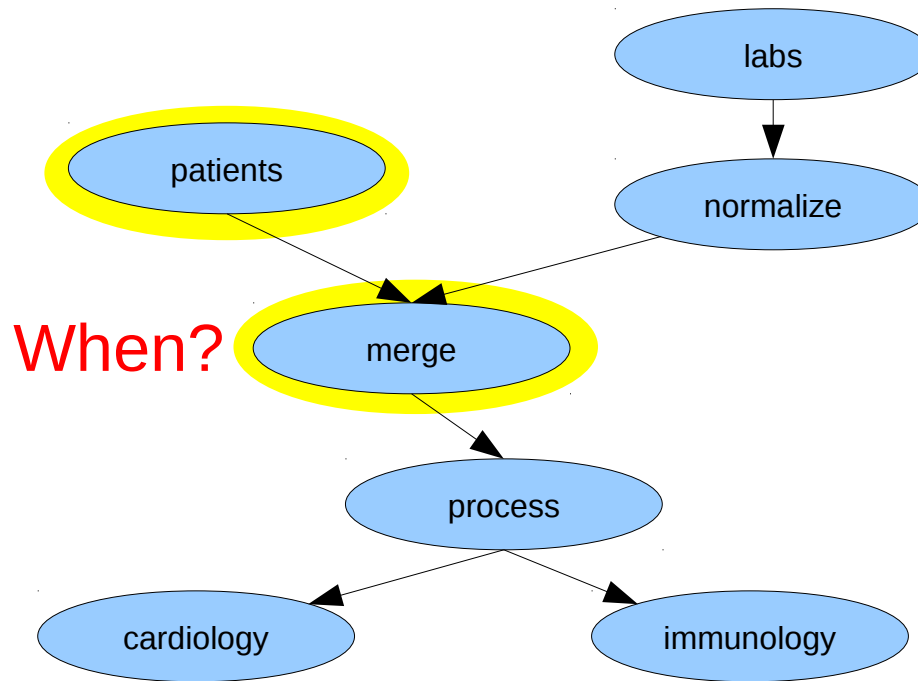 labs
patients
normalize
When?
merge
process
cardiology
immunology